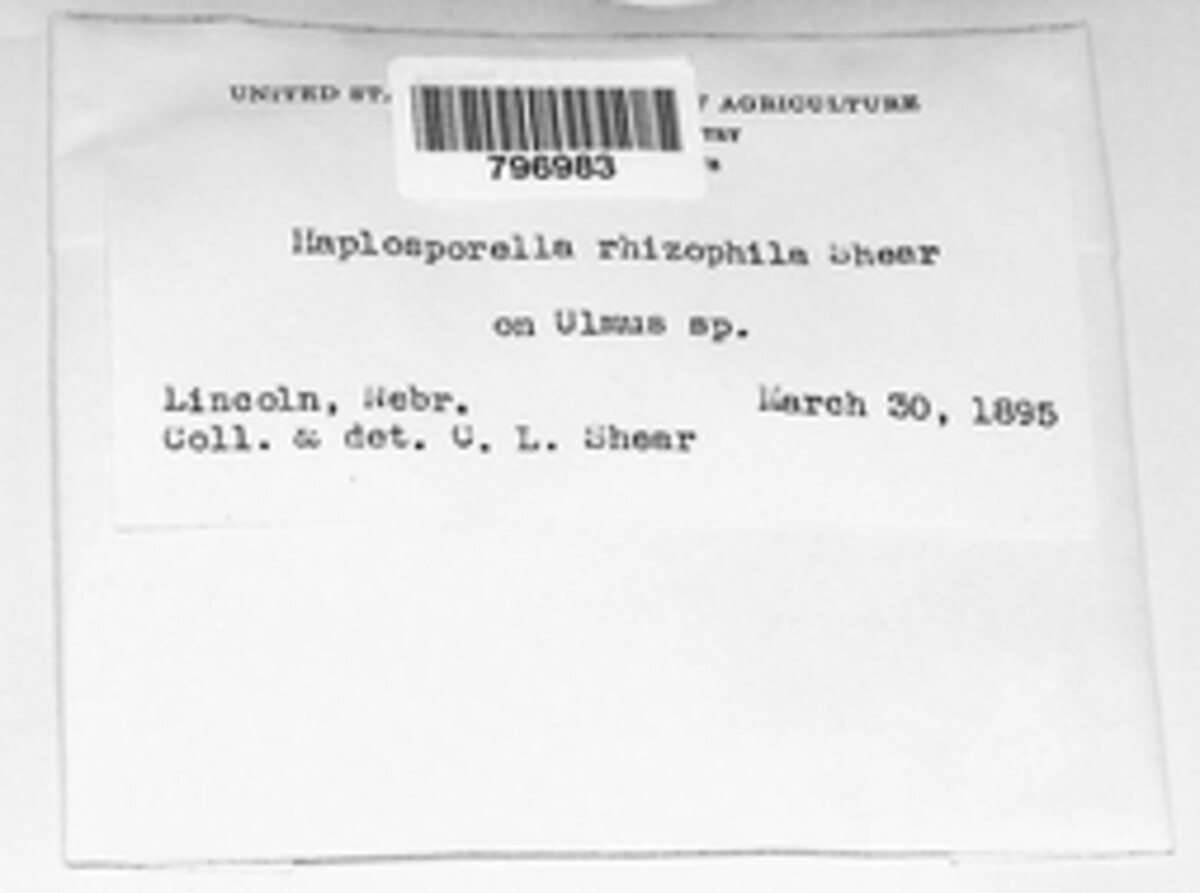 UNITED ST. AGRICULTURE
796983
Haplosporella rhizophila Shear
on Ulmus sp.
Lincoln, Nebr. March 30, 1895
Coll. & det. C. L. Shear